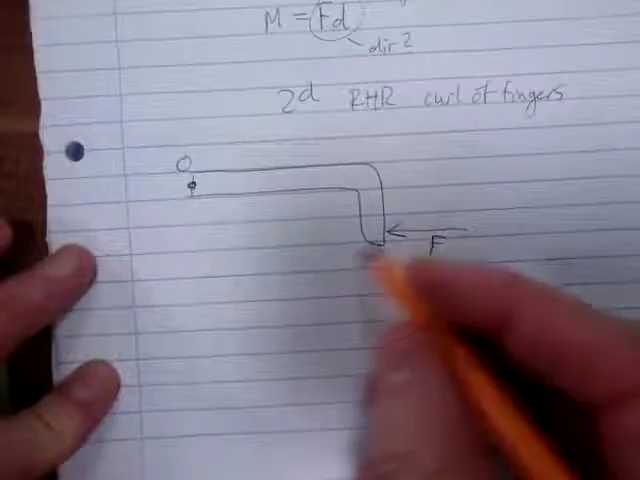 M = Fd
dir?
2d RHR curl of fingers
O
F